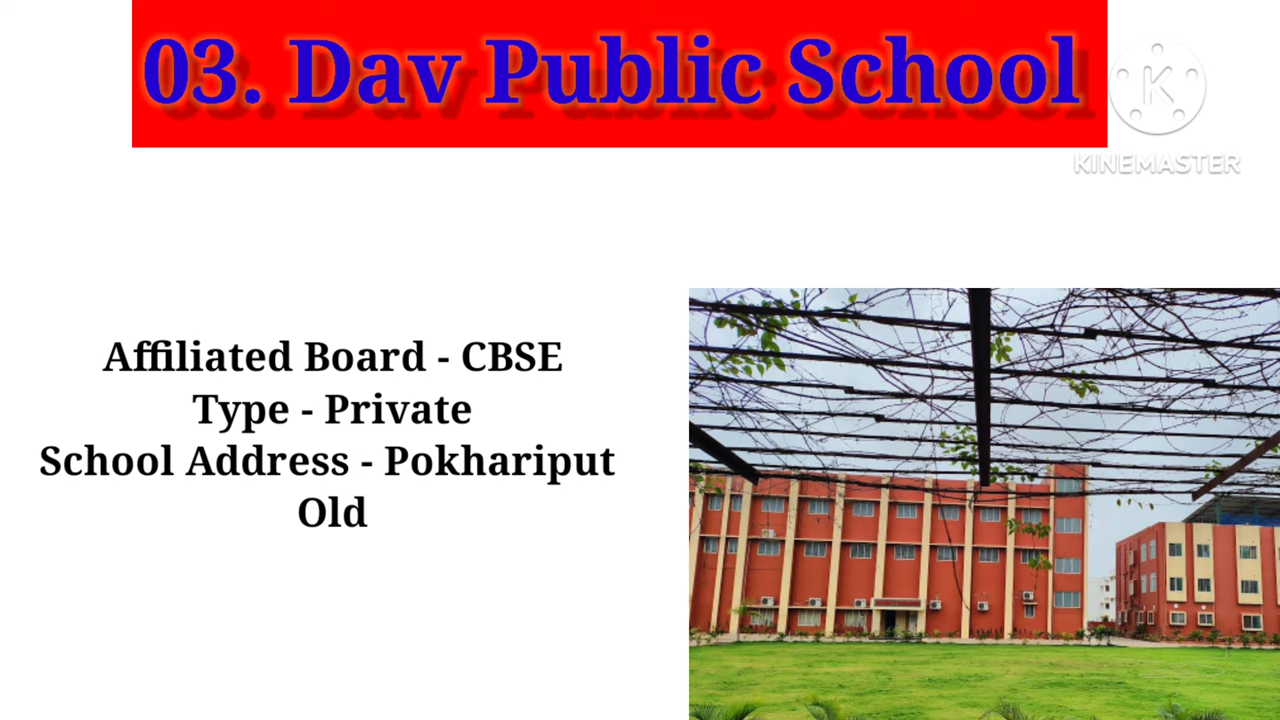 03. Dav Public School
K
KINEMASTER
Affiliated Board - CBSE
Type - Private
School Address - Pokhariput
Old